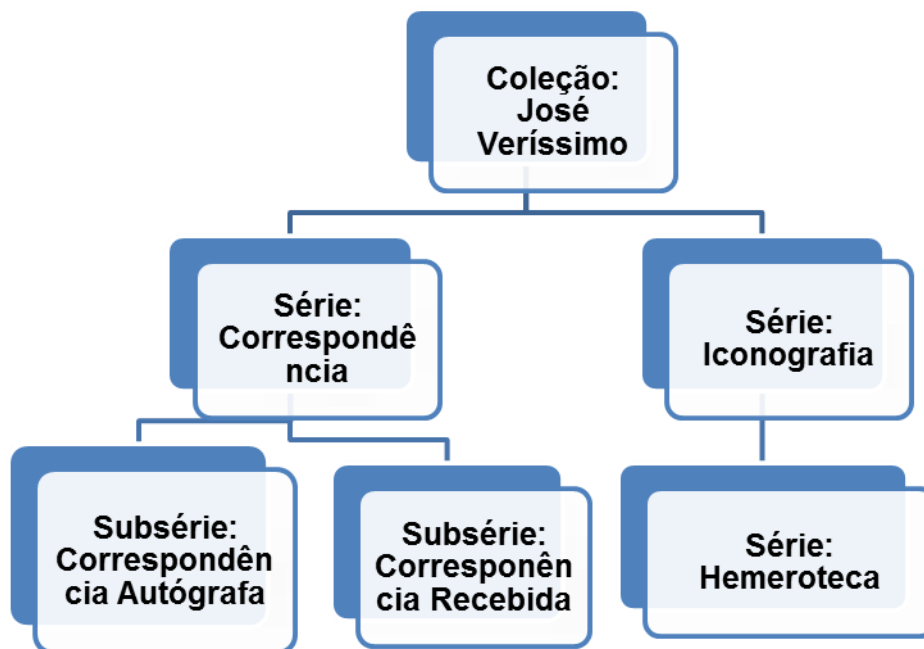 Coleção:
José
Veríssimo
Série:
Correspondê
ncia
Série:
Iconografia
Subsérie:
Correspondên
cia Autógrafa
Subsérie:
Corresponên
cia Recebida
Série:
Hemeroteca